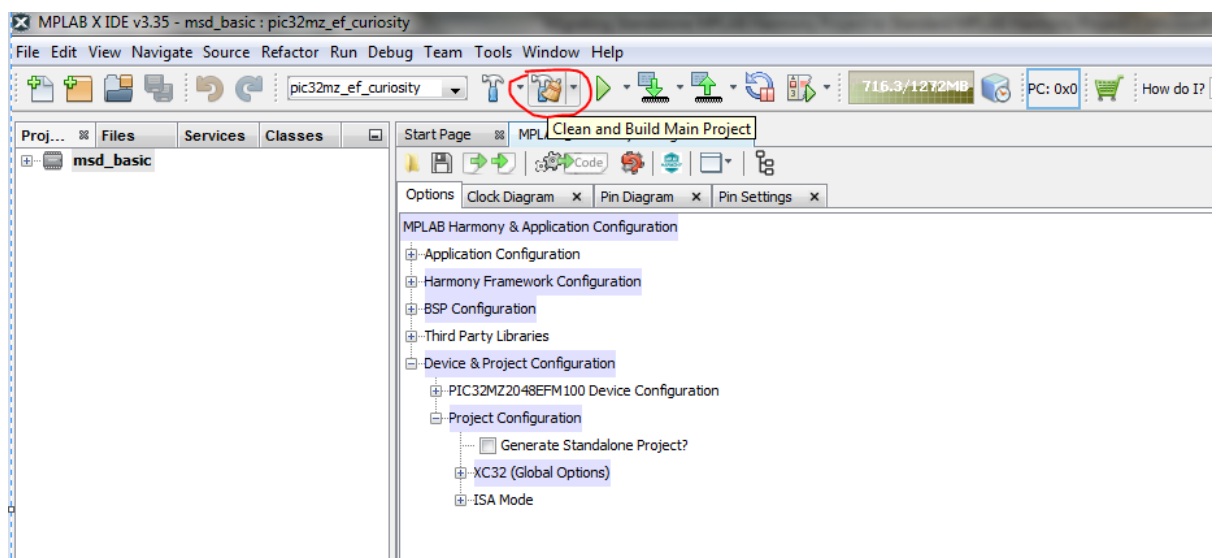 MPLAB X IDE v3.35 - msd_basic : pic32mz_ef_curiosity
File Edit View Navigate Source Refactor Run Debug Team Tools Window Help
pic32mz_ef_curiosity 716.3/1272MB PC: 0x0 How do I?
Proj... Files Services Classes
Start Page MPL
Clean and Build Main Project
msd_basic
Code
Options Clock Diagram Pin Diagram Pin Settings
MPLAB Harmony & Application Configuration
Application Configuration
Harmony Framework Configuration
BSP Configuration
Third Party Libraries
Device & Project Configuration
PIC32MZ2048EFM100 Device Configuration
Project Configuration
Generate Standalone Project?
XC32 (Global Options)
ISA Mode